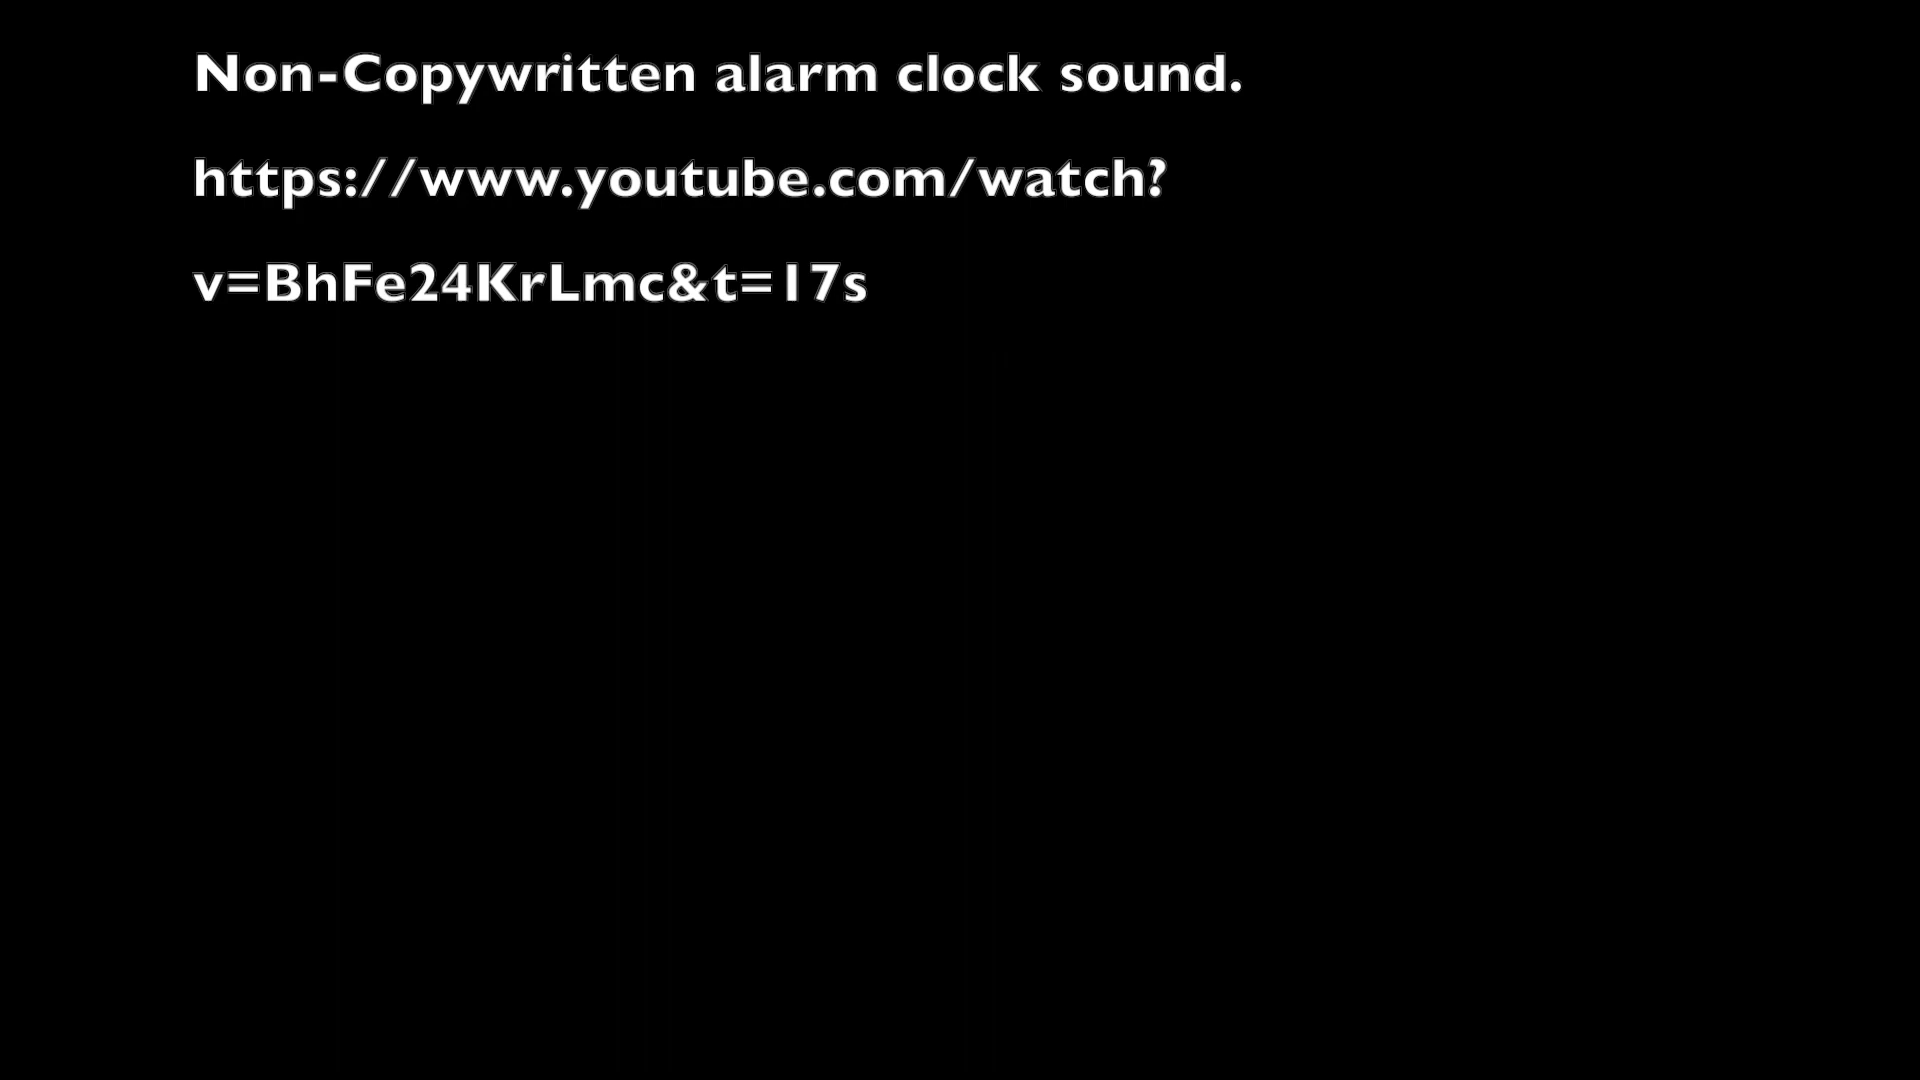 Non-Copywritten alarm clock sound.
https://www.youtube.com/watch?
v=BhFe24KrLmc&t=17s